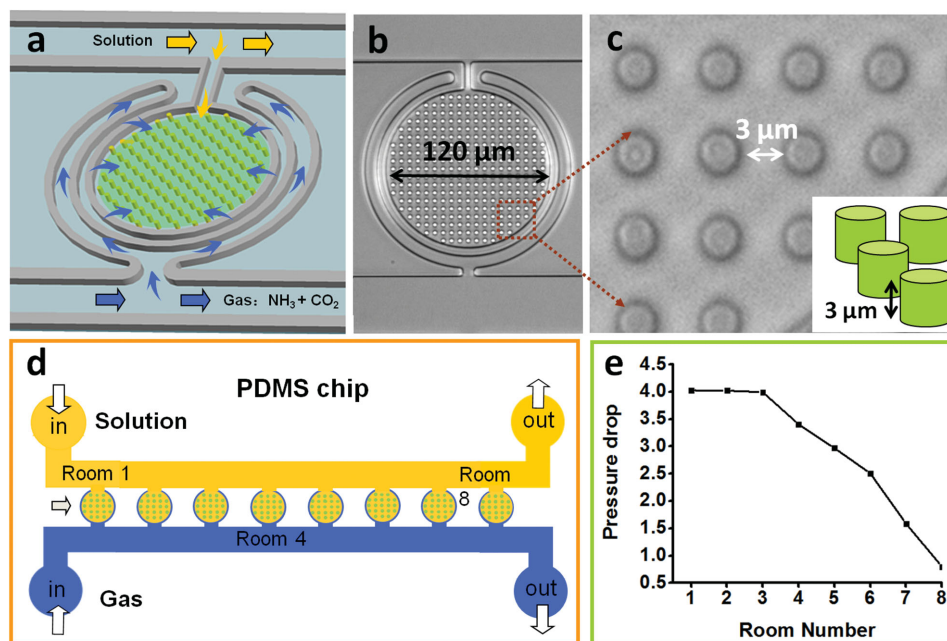 a
Solution
Gas: NH₃ + CO₂
b
120 μm
c
3 μm
3 μm
d
PDMS chip
in
Solution
out
Room 1
Room
8
Room 4
in
Gas
out
e
Pressure drop
4.5
4.0
3.5
3.0
2.5
2.0
1.5
1.0
0.5
1 2 3 4 5 6 7 8
Room Number